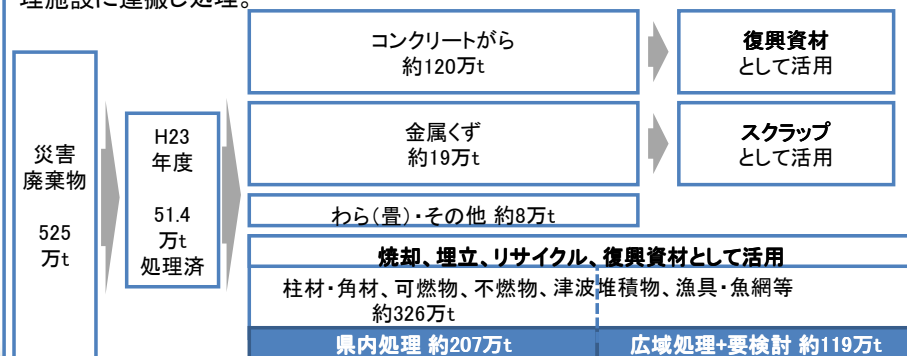 理施設に運搬し処理。
災害
廃棄物
525
万t
H23
年度
51.4
万t
処理済
コンクリートがら
約120万t
復興資材
として活用
金属くず
約19万t
スクラップ
として活用
わら(畳)・その他 約8万t
焼却、埋立、リサイクル、復興資材として活用
柱材・角材、可燃物、不燃物、津波堆積物、漁具・魚網等
約326万t
県内処理 約207万t
広域処理+要検討 約119万t